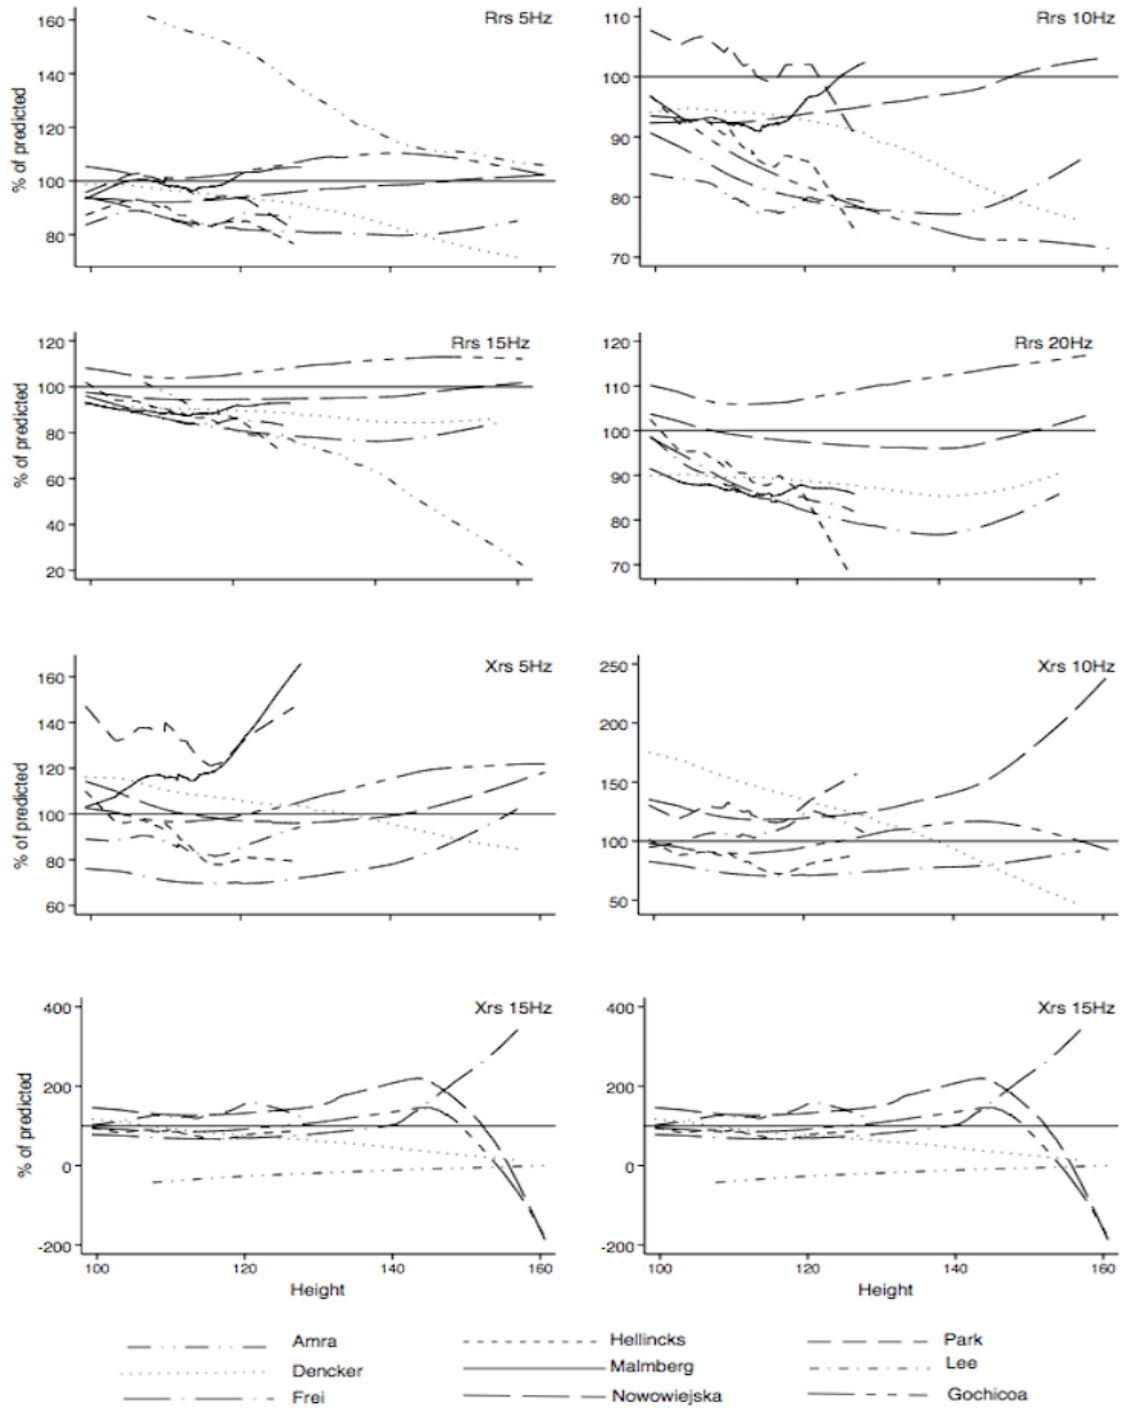 Rrs 5Hz
% of predicted
160
140
120
100
80
Rrs 10Hz
110
100
90
80
70
Rrs 15Hz
% of predicted
120
100
80
60
40
20
Rrs 20Hz
120
110
100
90
80
70
Xrs 5Hz
% of predicted
160
140
120
100
80
60
Xrs 10Hz
250
200
150
100
50
Xrs 15Hz
% of predicted
400
200
0
-200
100 120 140 160
Height
Xrs 15Hz
400
200
0
-200
100 120 140 160
Height
Amra Hellincks Park
Dencker Malmberg Lee
Frei Nowowiejska Gochicoa